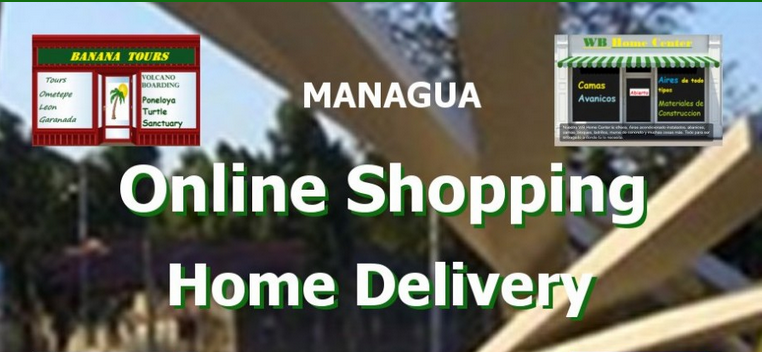 BANANA TOURS
Tours
Ometepe
Leon
Garanada
VOLCANO
BOARDING
Poneloya
Turtle
Sanctuary
MANAGUA
WB Home Center
Camas
Avanicos
Abierto
Aires de todo
tipos
Materiales de
Construccion
Online Shopping
Home Delivery